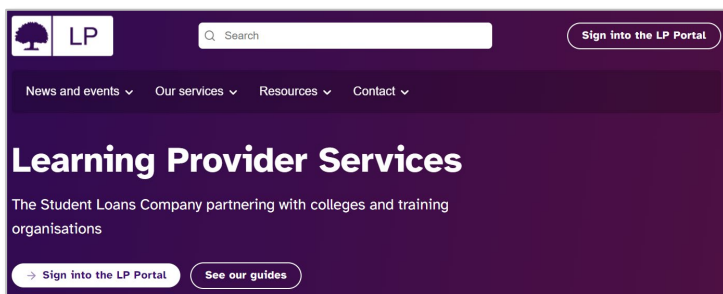 LP
Search
Sign into the LP Portal
News and events
Our services
Resources
Contact
Learning Provider Services
The Student Loans Company partnering with colleges and training
organisations
→ Sign into the LP Portal
See our guides